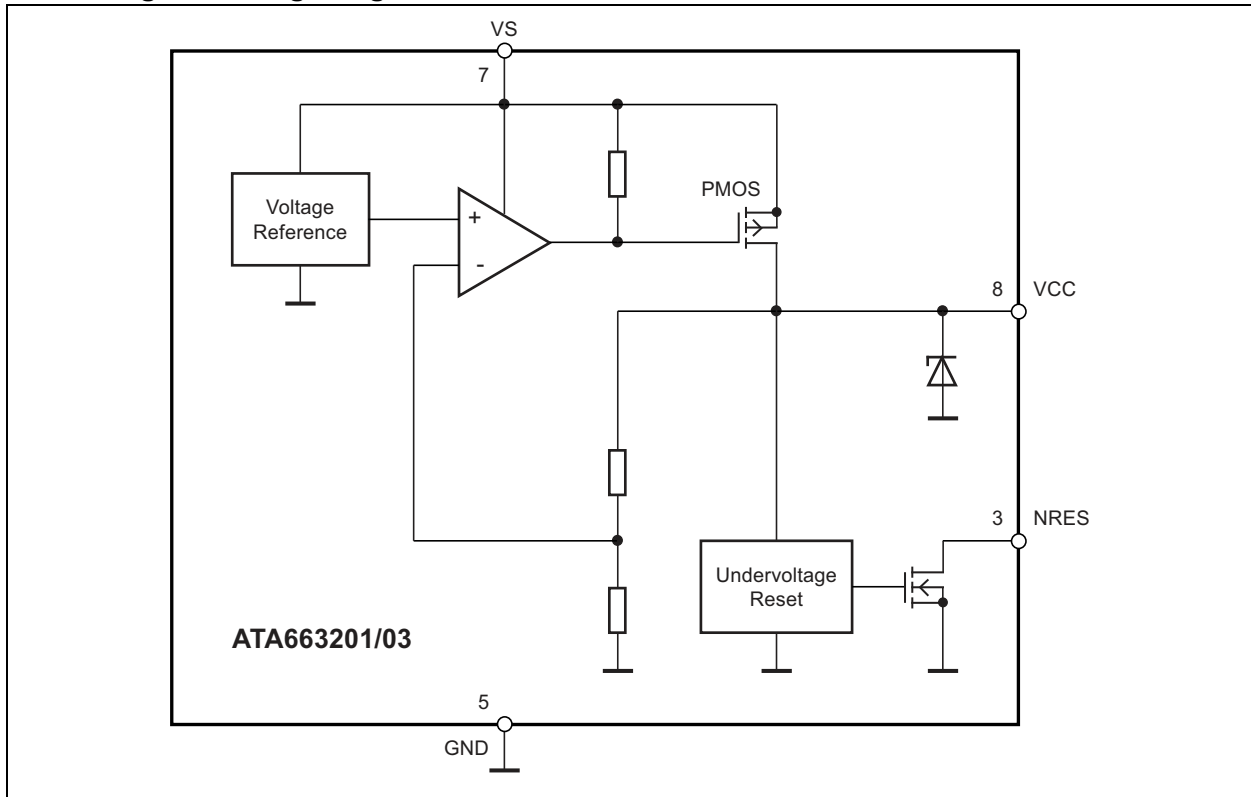 VS
7
PMOS
Voltage
Reference
+
-
8
VCC
3
NRES
Undervoltage
Reset
ATA663201/03
5
GND